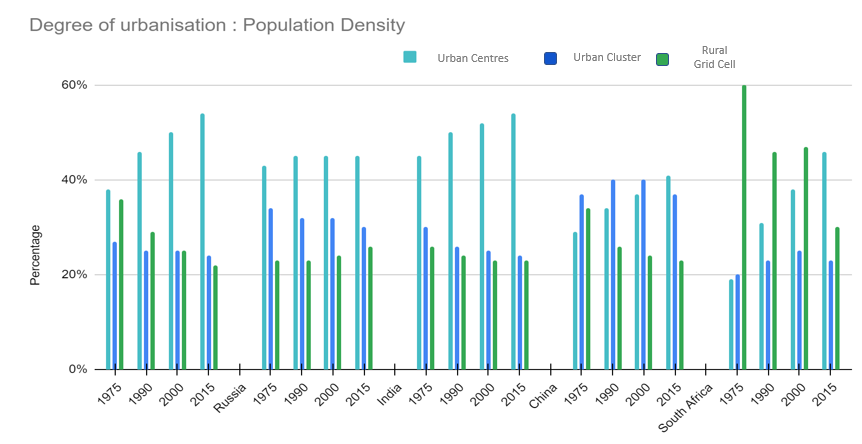 Degree of urbanisation : Population Density
Urban Centres
Urban Cluster
Rural
Grid Cell
60%
40%
20%
0%
Percentage
1975
1990
2000
2015
Russia
1975
1990
2000
2015
India
1975
1990
2000
2015
China
1975
1990
2000
2015
South Africa
1975
1990
2000
2015